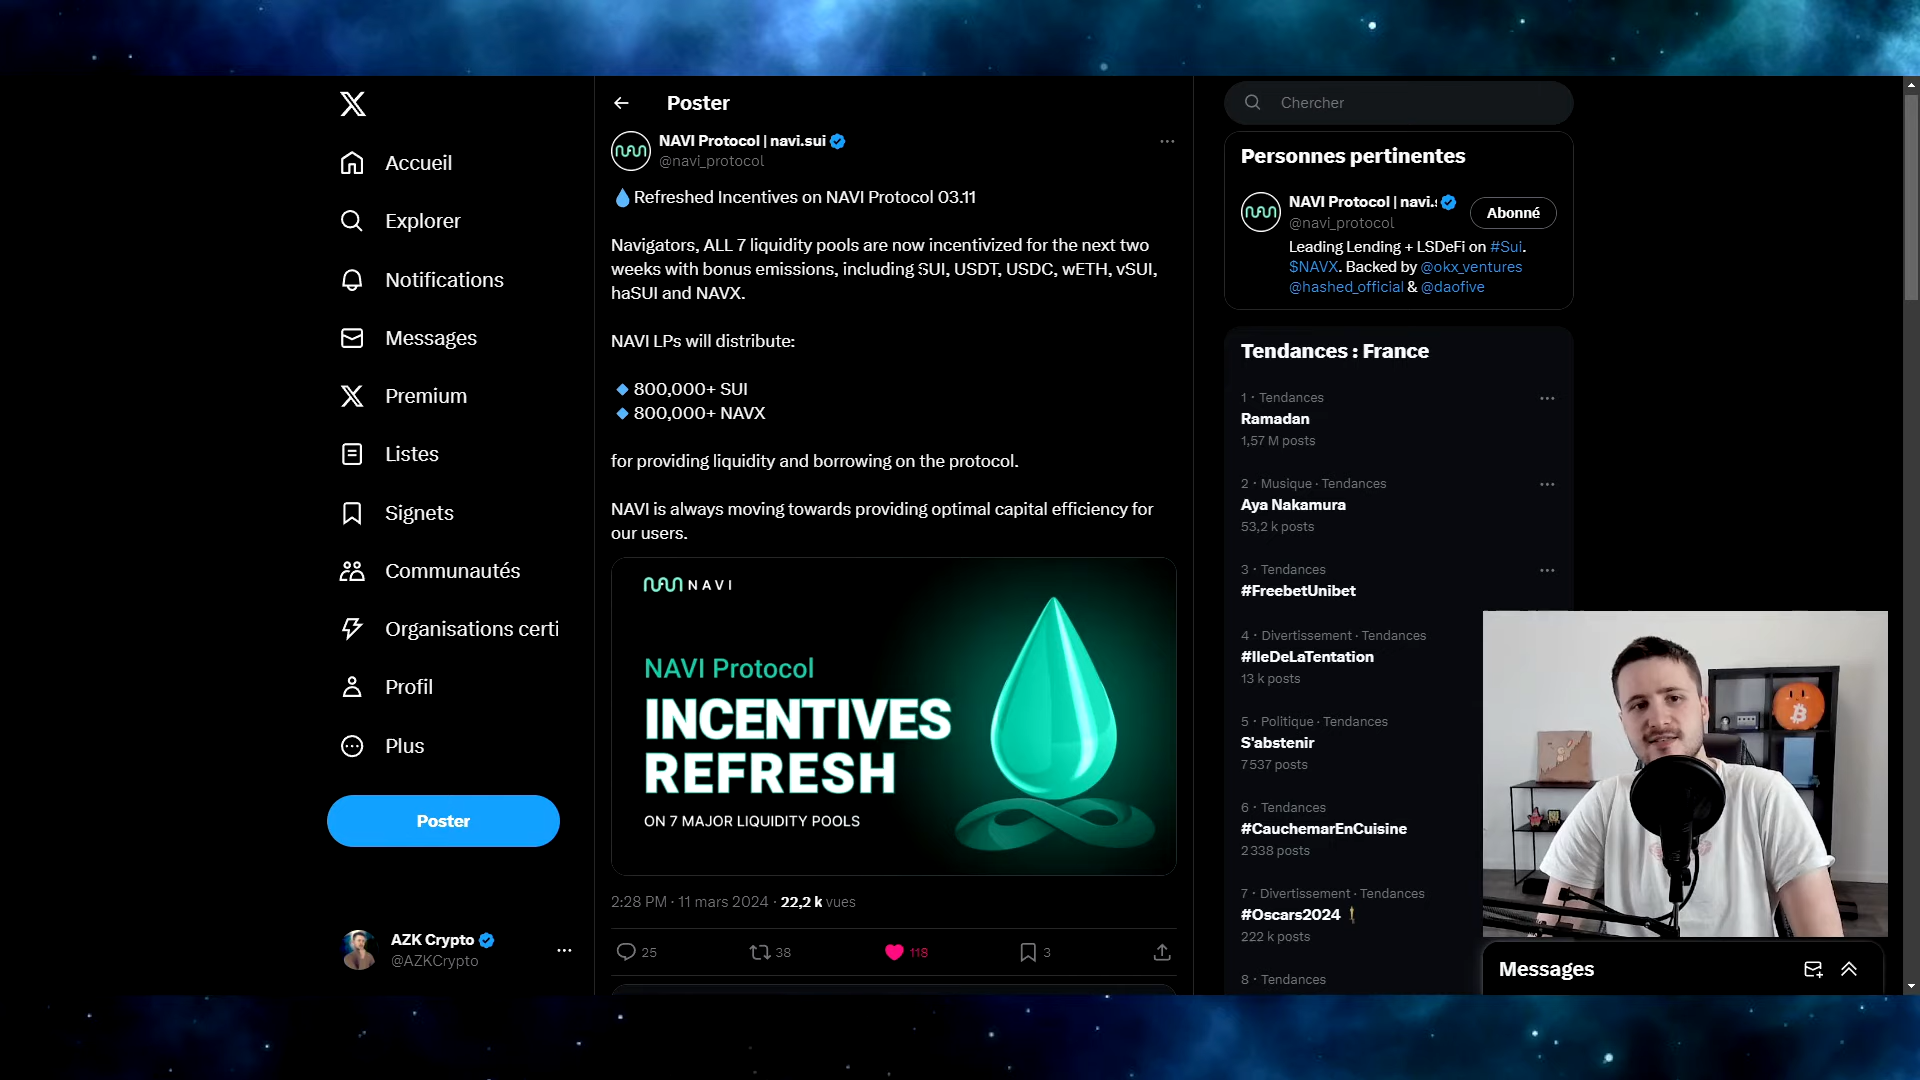 Accueil
Explorer
Notifications
Messages
Premium
Listes
Signets
Communautés
Organisations certi
Profil
Plus
Poster
AZK Crypto
@AZKCrypto
Poster
NAVI Protocol | navi.sui
@navi_protocol
💧Refreshed Incentives on NAVI Protocol 03.11
Navigators, ALL 7 liquidity pools are now incentivized for the next two
weeks with bonus emissions, including SUI, USDT, USDC, wETH, vSUI,
haSUI and NAVX.
NAVI LPs will distribute:
🔹800,000+ SUI
🔹800,000+ NAVX
for providing liquidity and borrowing on the protocol.
NAVI is always moving towards providing optimal capital efficiency for
our users.
NAVI
NAVI Protocol
INCENTIVES
REFRESH
ON 7 MAJOR LIQUIDITY POOLS
2:28 PM · 11 mars 2024 · 22,2 k vues
25 38 118 3
Chercher
Personnes pertinentes
NAVI Protocol | navi.s
@navi_protocol
Abonné
Leading Lending + LSDeFi on #Sui.
$NAVX. Backed by @okx_ventures
@hashed_official & @daofive
Tendances : France
1 · Tendances
Ramadan
1,57 M posts
2 · Musique · Tendances
Aya Nakamura
53,2 k posts
3 · Tendances
#FreebetUnibet
4 · Divertissement · Tendances
#IleDeLaTentation
13 k posts
5 · Politique · Tendances
S'abstenir
7 537 posts
6 · Tendances
#CauchemarEnCuisine
2 338 posts
7 · Divertissement · Tendances
#Oscars2024
222 k posts
8 · Tendances
Messages